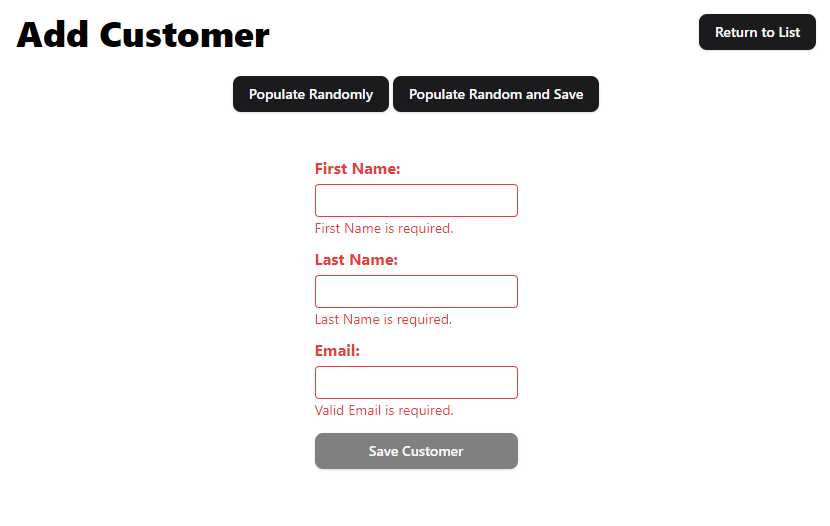 Add Customer
Return to List
Populate Randomly
Populate Random and Save
First Name:
First Name is required.
Last Name:
Last Name is required.
Email:
Valid Email is required.
Save Customer